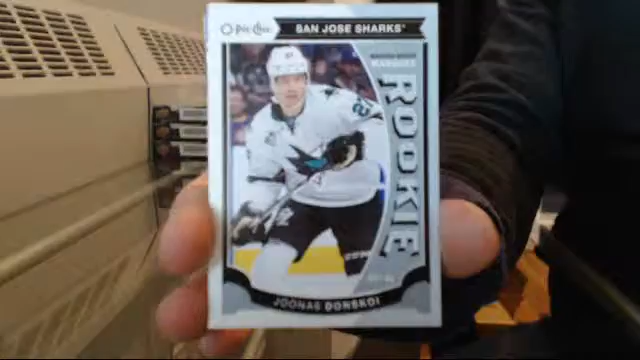 O-Pee-Chee
SAN JOSE SHARKS
MARQUEE
ROOKIE
JOONAS DONSKOI